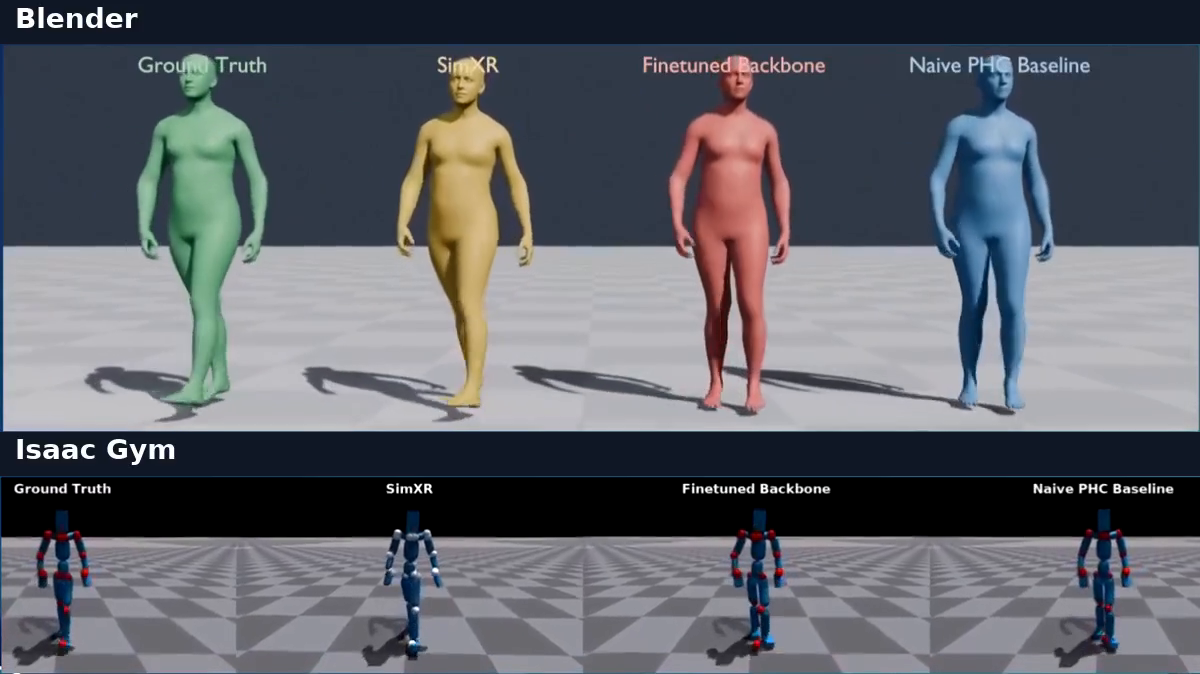 Blender
Ground Truth SimXR Finetuned Backbone Naive PHC Baseline
Isaac Gym
Ground Truth SimXR Finetuned Backbone Naive PHC Baseline